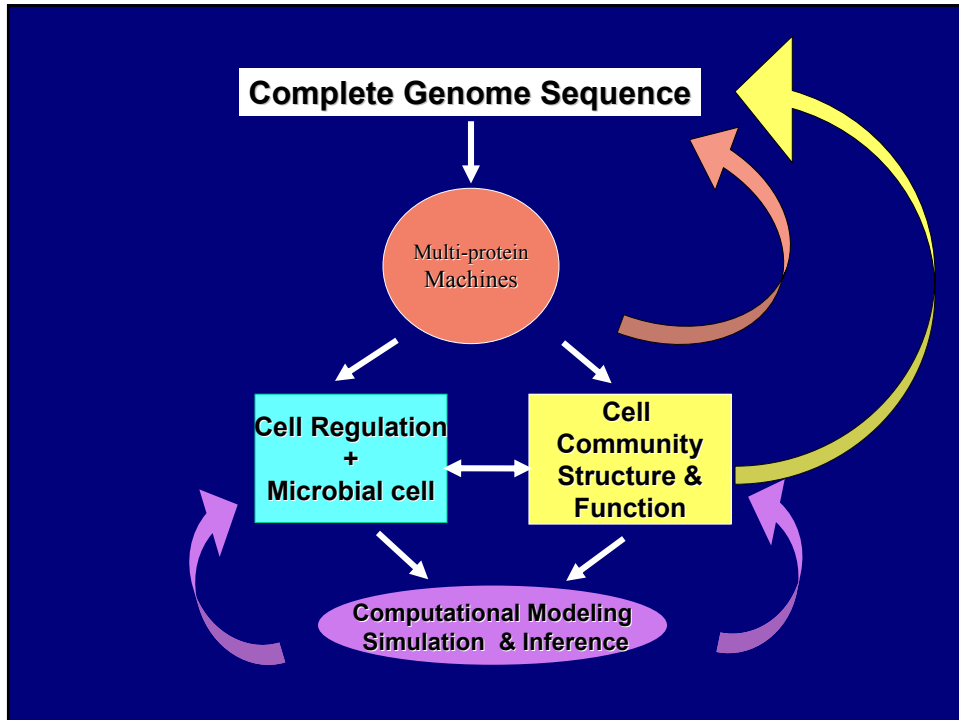 Complete Genome Sequence
Multi-protein
Machines
Cell Regulation
+
Microbial cell
Cell
Community
Structure &
Function
Computational Modeling
Simulation & Inference